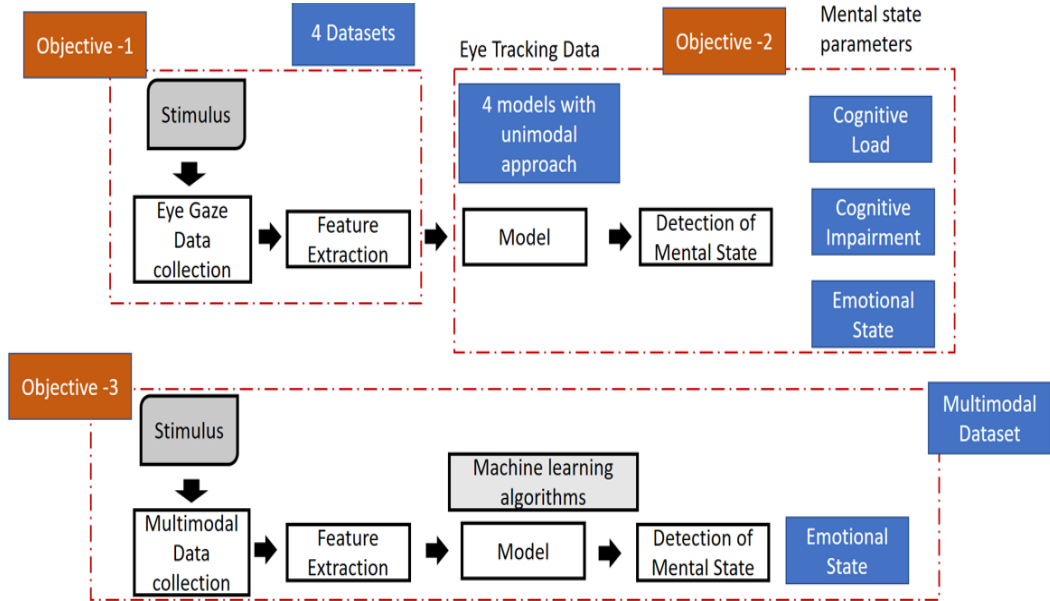 Objective -1
4 Datasets
Stimulus
Eye Gaze
Data
collection
Feature
Extraction
Eye Tracking Data
Objective -2
Mental state
parameters
4 models with
unimodal
approach
Model
Detection of
Mental State
Cognitive
Load
Cognitive
Impairment
Emotional
State
Objective -3
Stimulus
Multimodal
Dataset
Multimodal
Data
collection
Feature
Extraction
Machine learning
algorithms
Model
Detection of
Mental State
Emotional
State